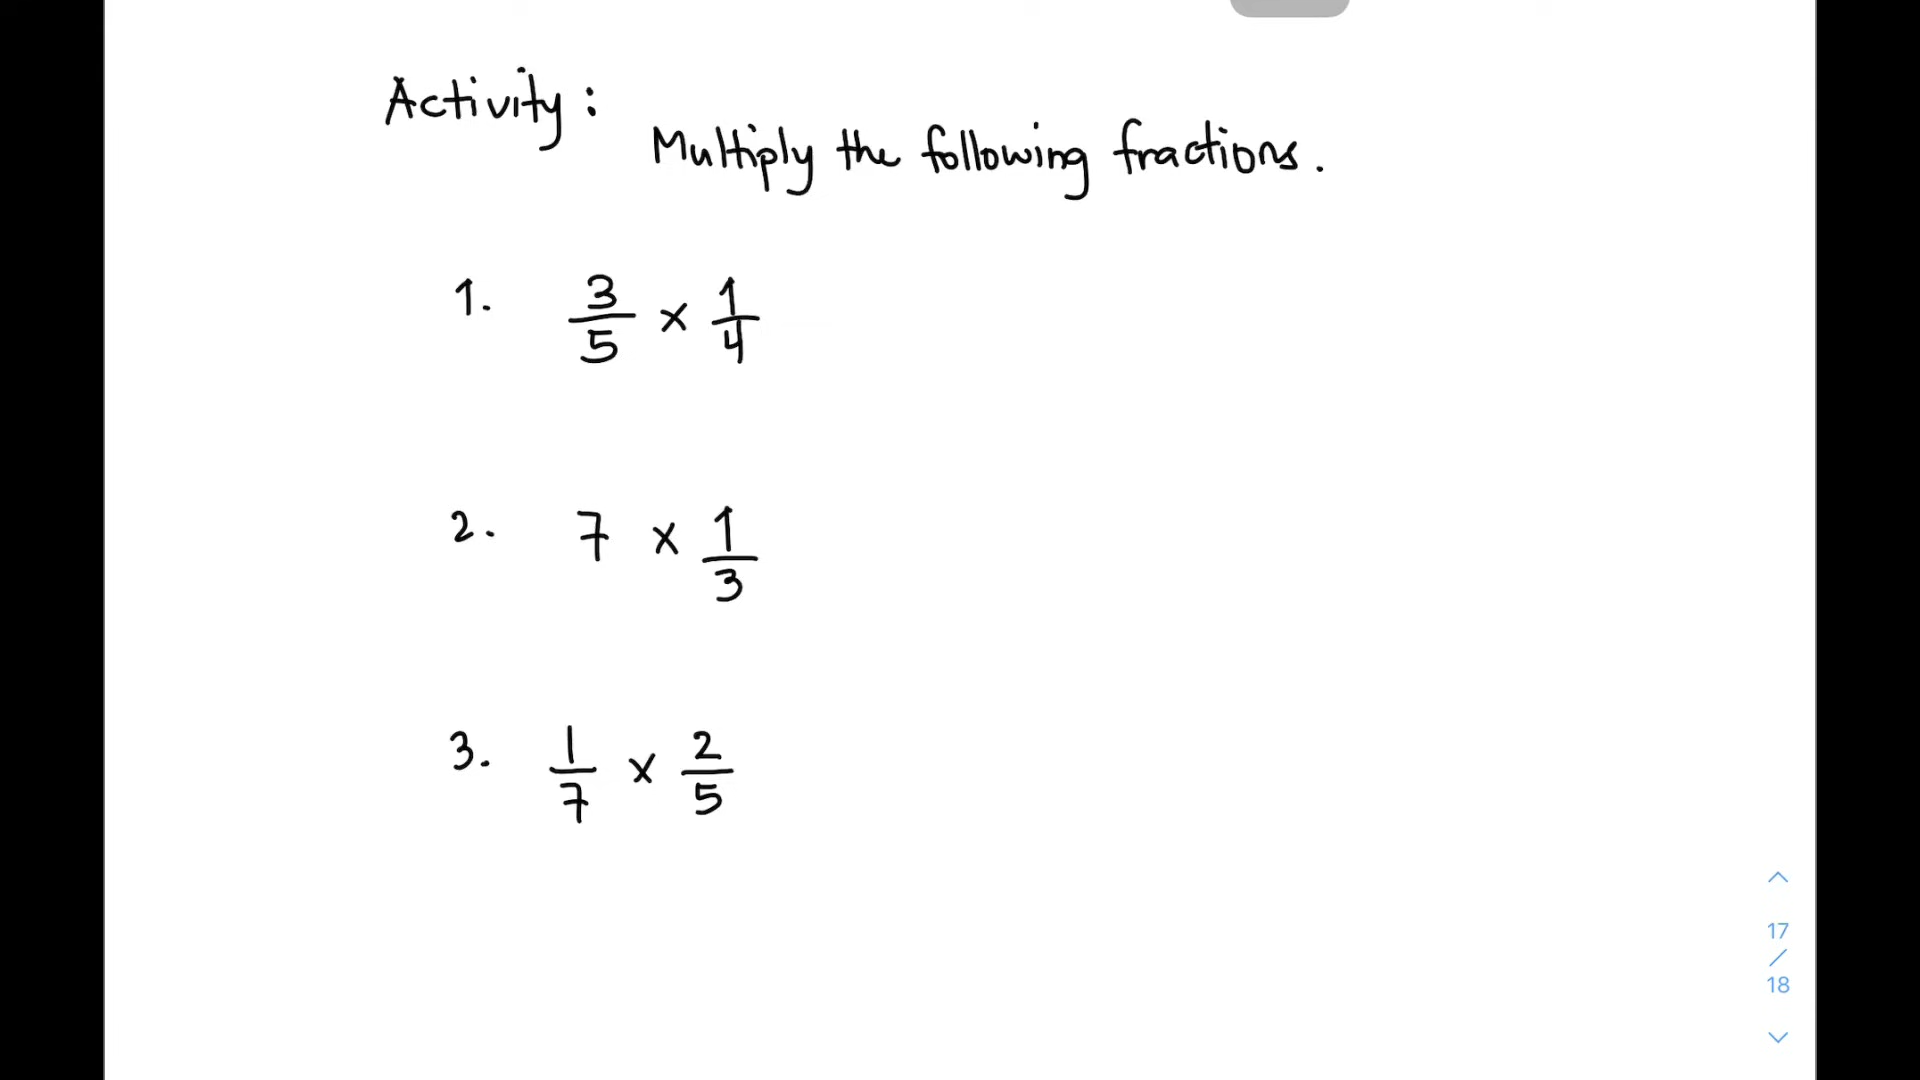 Activity:
Multiply the following fractions.
1. 3/5 x 1/4
2. 7 x 1/3
3. 1/7 x 2/5
17
/
18